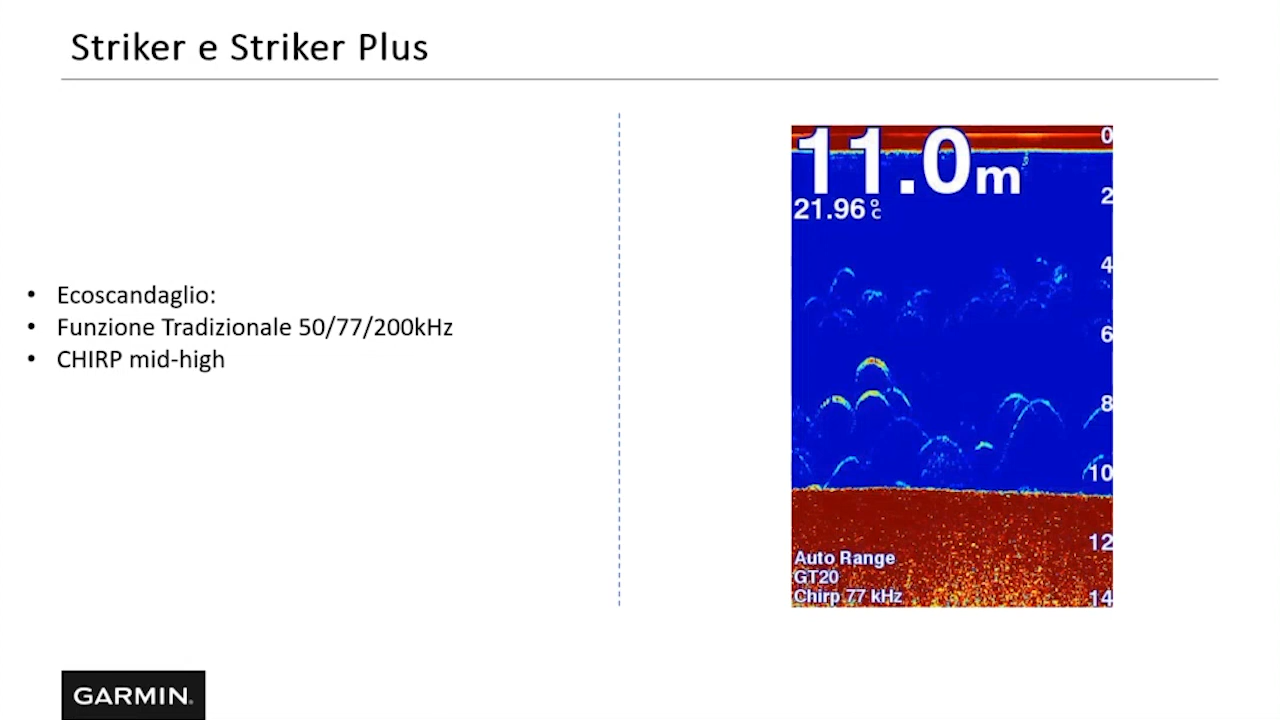 Striker e Striker Plus
• Ecoscandaglio:
• Funzione Tradizionale 50/77/200kHz
• CHIRP mid-high
11.0m
21.96°C
0
2
4
6
8
10
12
14
Auto Range
GT20
Chirp 77 kHz
GARMIN.